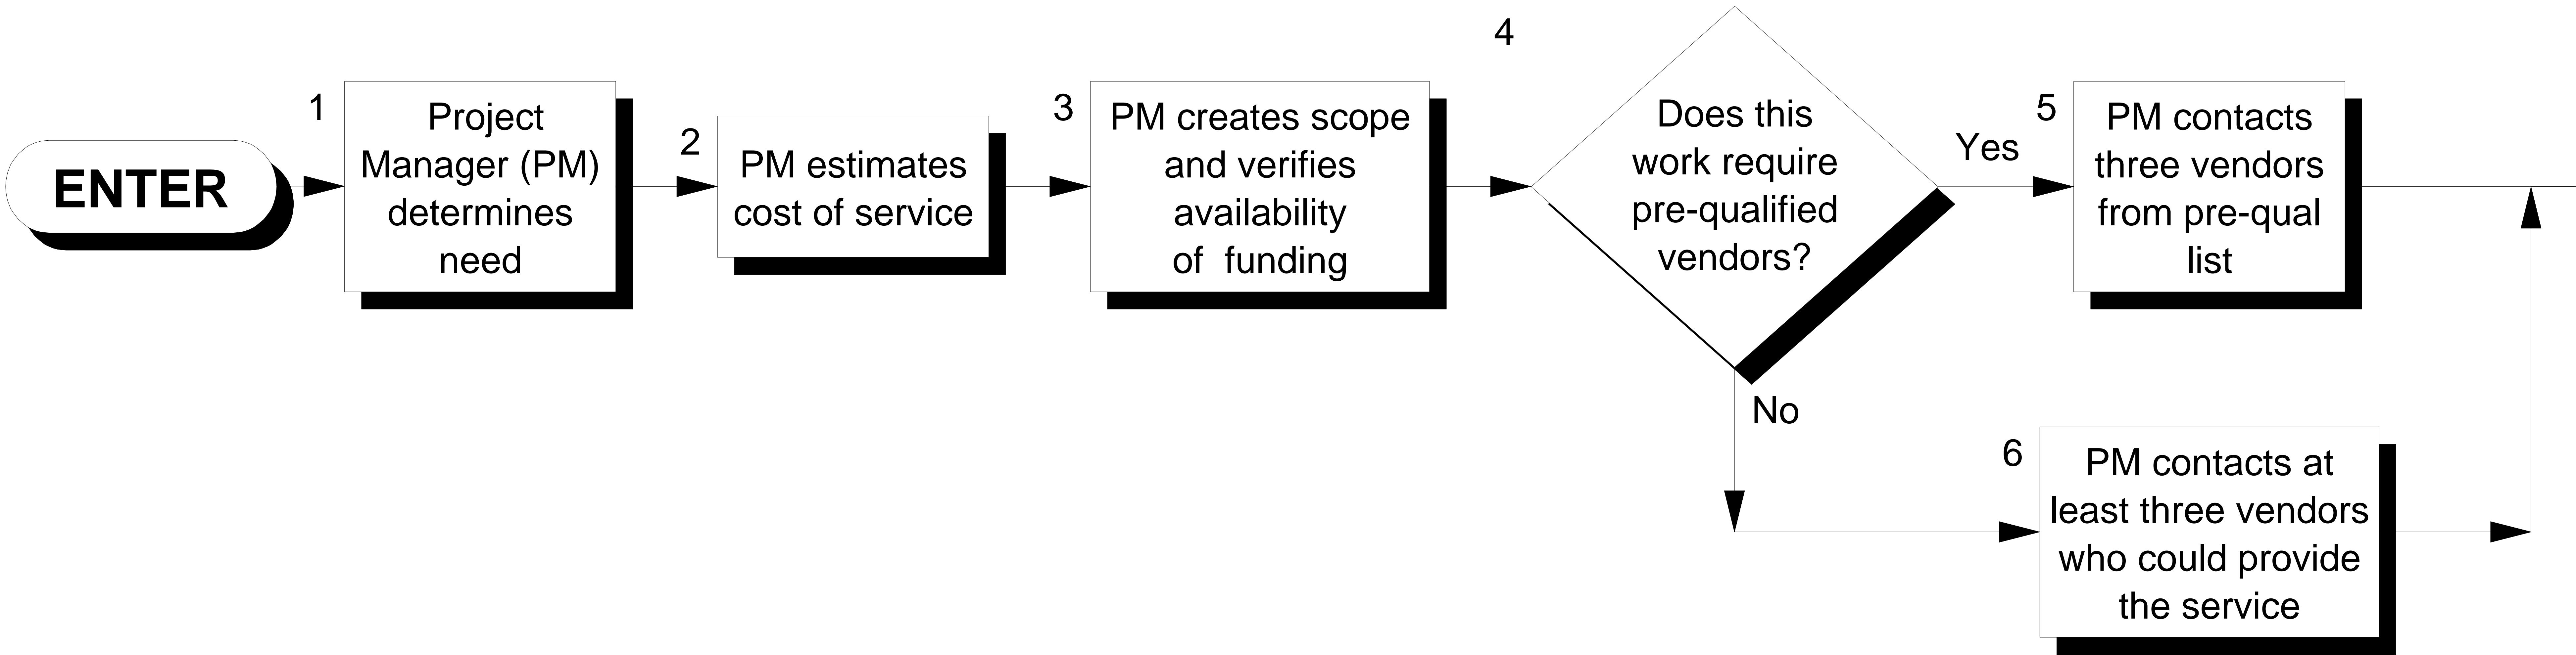 ENTER
1
Project
Manager (PM)
determines
need
2
PM estimates
cost of service
3
PM creates scope
and verifies
availability
of funding
4
Does this
work require
pre-qualified
vendors?
Yes
No
5
PM contacts
three vendors
from pre-qual
list
6
PM contacts at
least three vendors
who could provide
the service